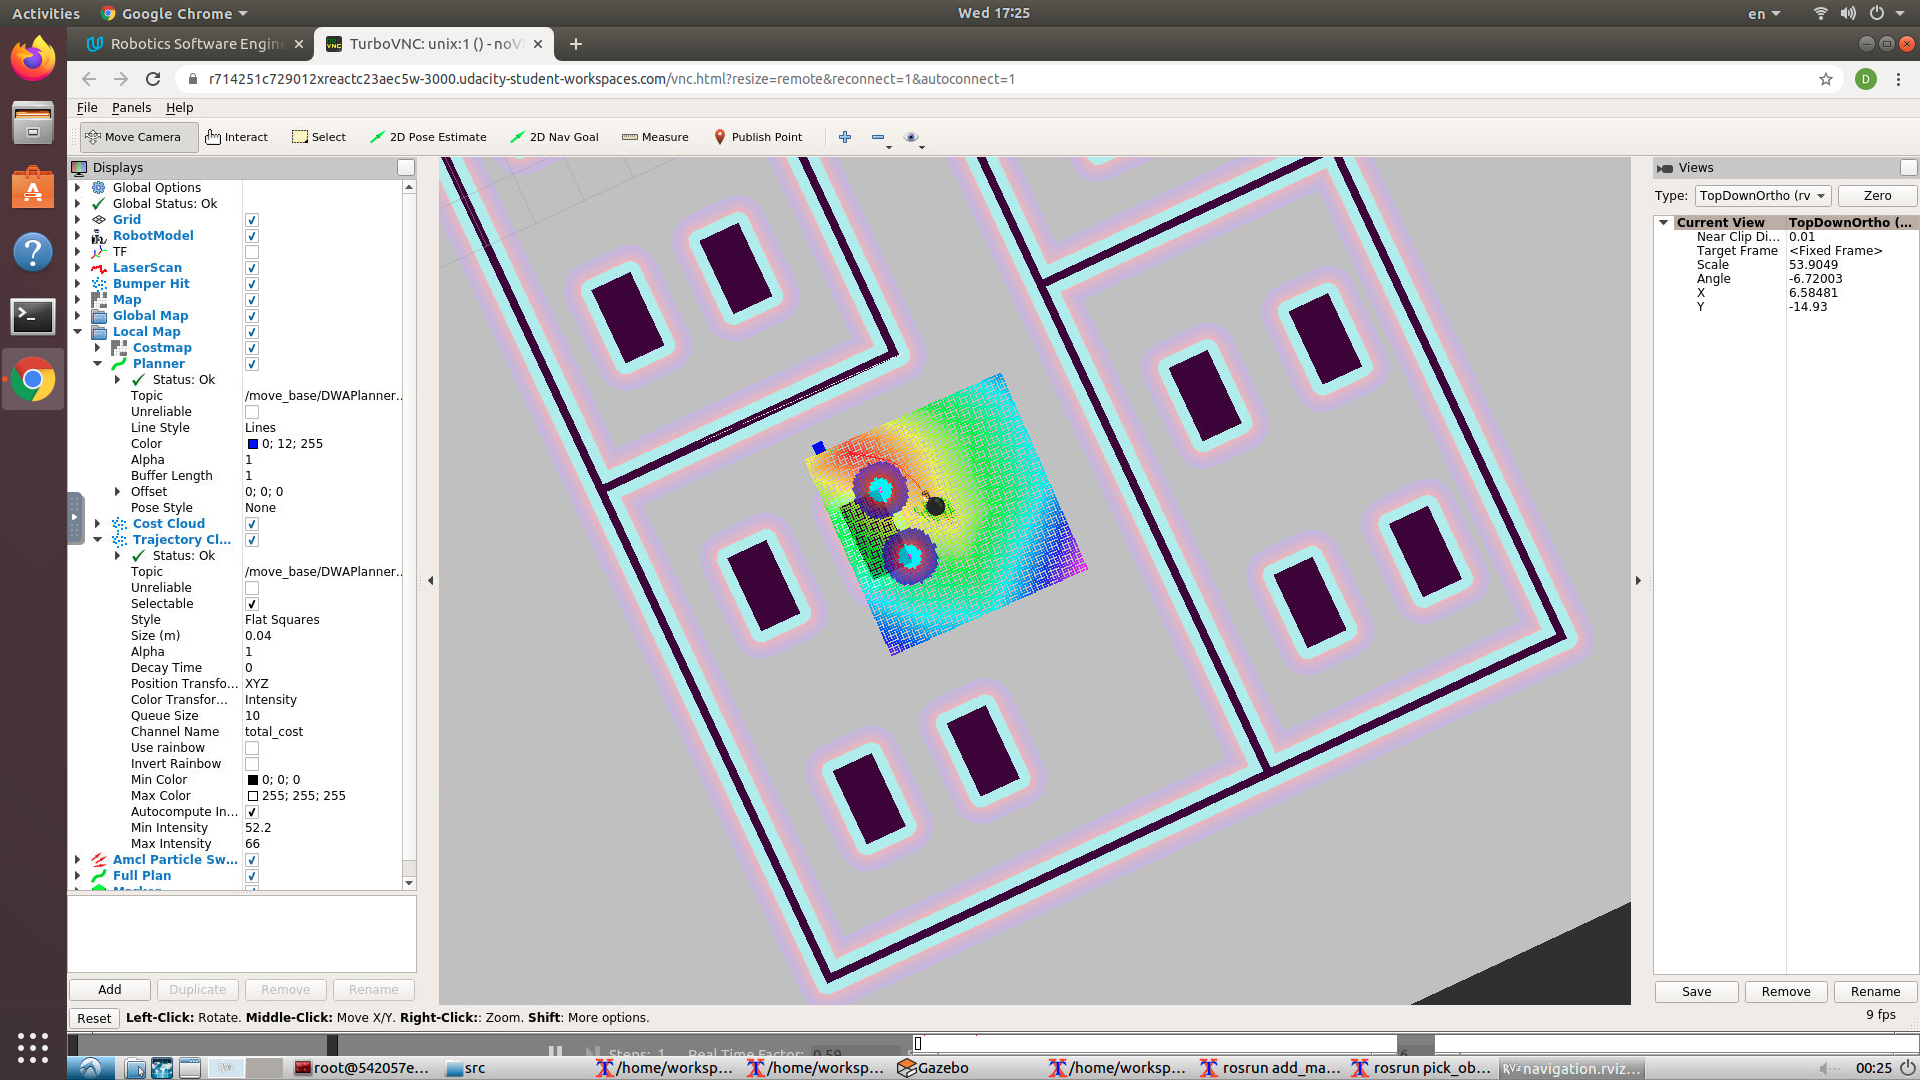 Activities
Google Chrome
Wed 17:25
en
Robotics Software Engin
TurboVNC: unix:1 () - noV
r714251c729012xreactc23aec5w-3000.udacity-student-workspaces.com/vnc.html?resize=remote&reconnect=1&autoconnect=1
D
File Panels Help
Move Camera Interact Select 2D Pose Estimate 2D Nav Goal Measure Publish Point
Displays
Global Options
Global Status: Ok
Grid
RobotModel
TF
LaserScan
Bumper Hit
Map
Global Map
Local Map
Costmap
Planner
Status: Ok
Topic /move_base/DWAPlanner...
Unreliable
Line Style Lines
Color 0; 12; 255
Alpha 1
Buffer Length 1
Offset 0; 0; 0
Pose Style None
Cost Cloud
Trajectory Cl...
Status: Ok
Topic /move_base/DWAPlanner...
Unreliable
Selectable
Style Flat Squares
Size (m) 0.04
Alpha 1
Decay Time 0
Position Transfo... XYZ
Color Transfor... Intensity
Queue Size 10
Channel Name total_cost
Use rainbow
Invert Rainbow
Min Color 0; 0; 0
Max Color 255; 255; 255
Autocompute In...
Min Intensity 52.2
Max Intensity 66
Amcl Particle Sw...
Full Plan
Add Duplicate Remove Rename
Reset Left-Click: Rotate. Middle-Click: Move X/Y. Right-Click:: Zoom. Shift: More options.
Views
Type: TopDownOrtho (rv Zero
Current View TopDownOrtho (...
Near Clip Di... 0.01
Target Frame <Fixed Frame>
Scale 53.9049
Angle -6.72003
X 6.58481
Y -14.93
Save Remove Rename
9 fps
Steps: 1 Real Time Factor: 0.59
root@542057e...
src
/home/worksp...
/home/worksp...
Gazebo
/home/worksp...
rosrun add_ma...
rosrun pick_ob...
navigation.rviz...
00:25